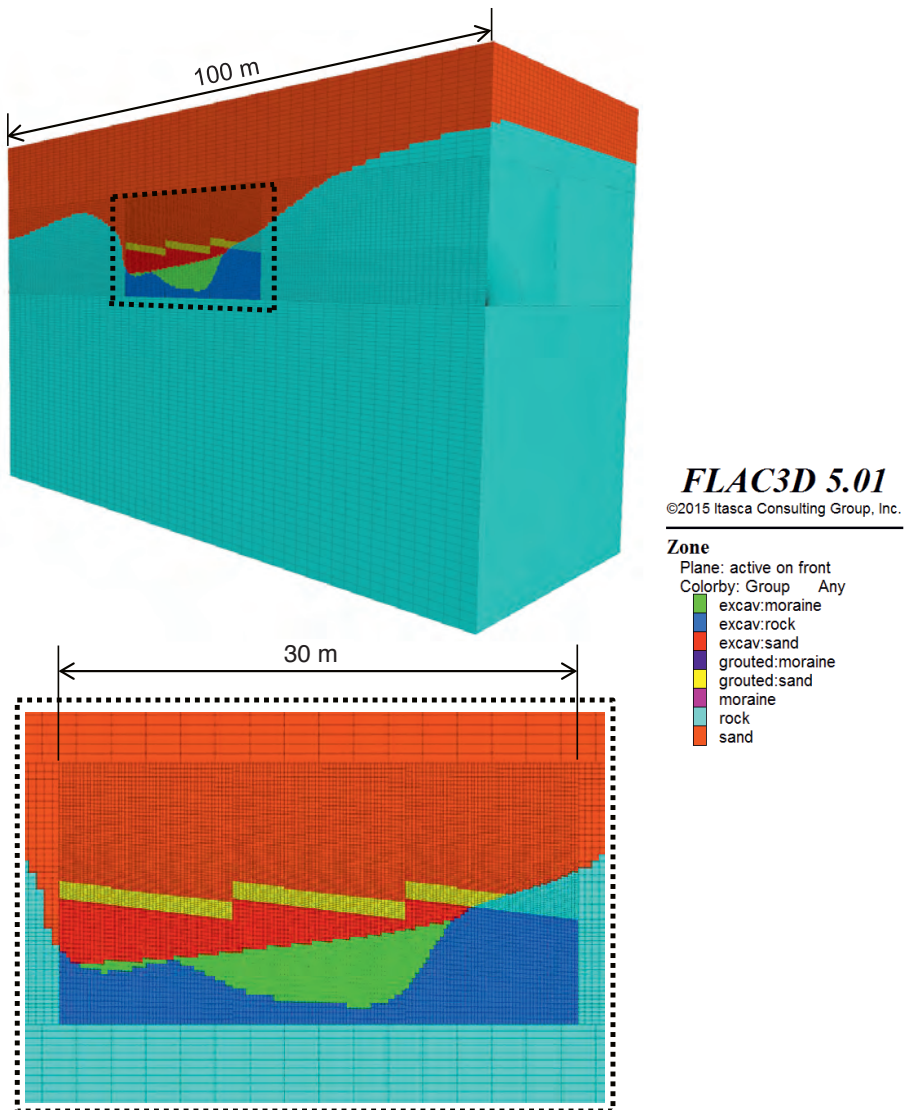 100 m
FLAC3D 5.01
©2015 Itasca Consulting Group, Inc.
Zone
Plane: active on front
Colorby: Group Any
excav:moraine
excav:rock
excav:sand
grouted:moraine
grouted:sand
moraine
rock
sand
30 m